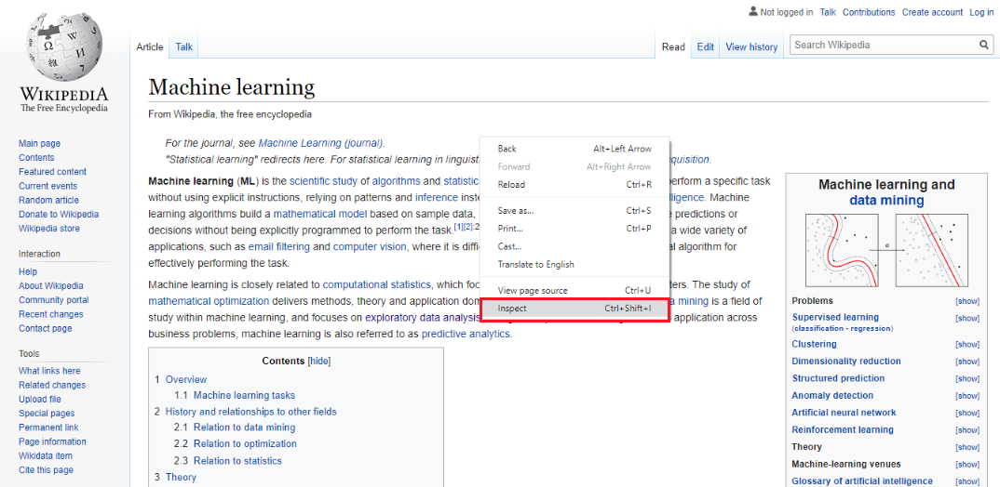 Not logged in Talk Contributions Create account Log in
Article Talk Read Edit View history Search Wikipedia
WIKIPEDIA
The Free Encyclopedia
Main page
Contents
Featured content
Current events
Random article
Donate to Wikipedia
Wikipedia store
Interaction
Help
About Wikipedia
Community portal
Recent changes
Contact page
Tools
What links here
Related changes
Upload file
Special pages
Permanent link
Page information
Wikidata item
Cite this page
Machine learning
From Wikipedia, the free encyclopedia
For the journal, see Machine Learning (journal).
"Statistical learning" redirects here. For statistical learning in linguist
Machine learning (ML) is the scientific study of algorithms and statistic erform a specific task
without using explicit instructions, relying on patterns and inference inst lligence. Machine
learning algorithms build a mathematical model based on sample data, e predictions or
decisions without being explicitly programmed to perform the task.[1][2]:2 a wide variety of
applications, such as email filtering and computer vision, where it is diffi al algorithm for
effectively performing the task.
Machine learning is closely related to computational statistics, which foc ters. The study of
mathematical optimization delivers methods, theory and application dom a mining is a field of
study within machine learning, and focuses on exploratory data analysis application across
business problems, machine learning is also referred to as predictive analytics.
Back Alt+Left Arrow
Forward Alt+Right Arrow
Reload Ctrl+R
Save as... Ctrl+S
Print... Ctrl+P
Cast...
Translate to English
View page source Ctrl+U
Inspect Ctrl+Shift+I
Contents [hide]
1 Overview
1.1 Machine learning tasks
2 History and relationships to other fields
2.1 Relation to data mining
2.2 Relation to optimization
2.3 Relation to statistics
3 Theory
Machine learning and
data mining
Problems [show]
Supervised learning [show]
(classification · regression)
Clustering [show]
Dimensionality reduction [show]
Structured prediction [show]
Anomaly detection [show]
Artificial neural network [show]
Reinforcement learning [show]
Theory [show]
Machine-learning venues [show]
Glossary of artificial intelligence [show]